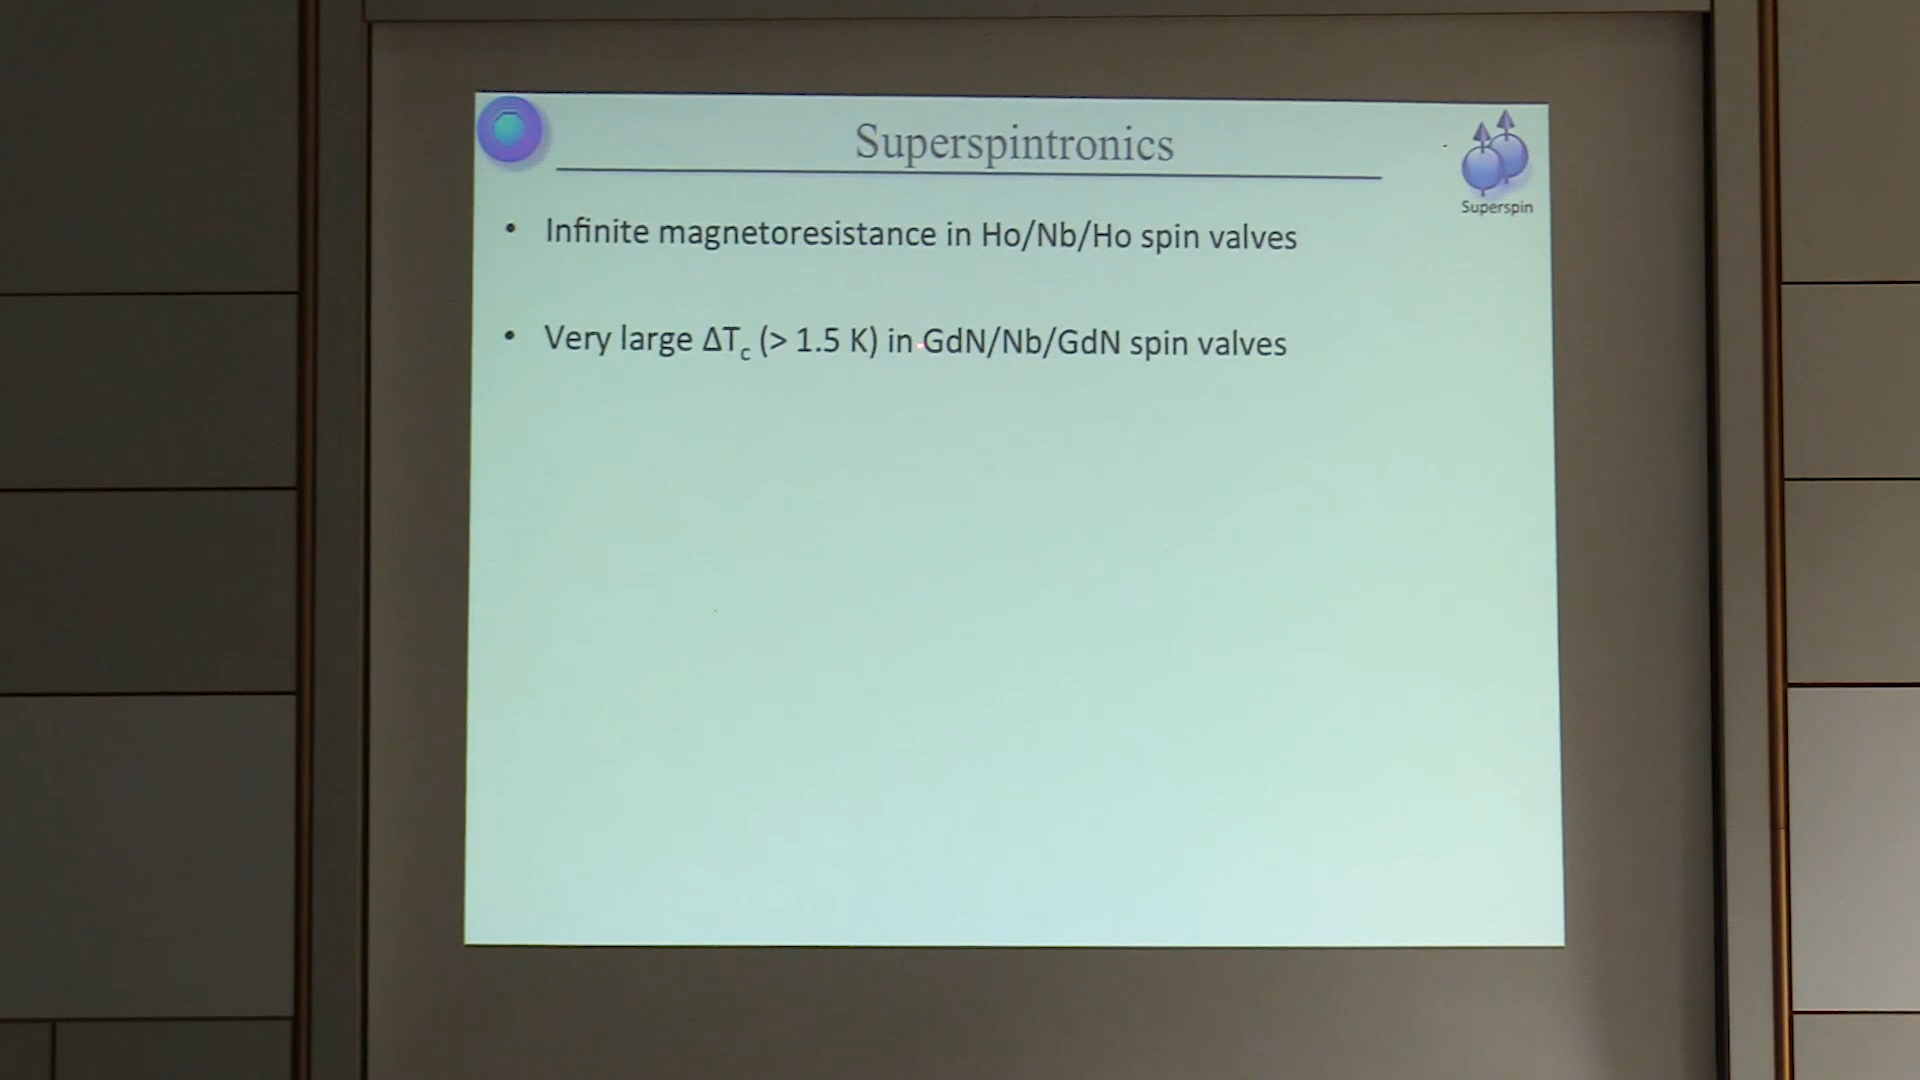 Superspintronics
Superspin
• Infinite magnetoresistance in Ho/Nb/Ho spin valves
• Very large ΔTc (> 1.5 K) in GdN/Nb/GdN spin valves